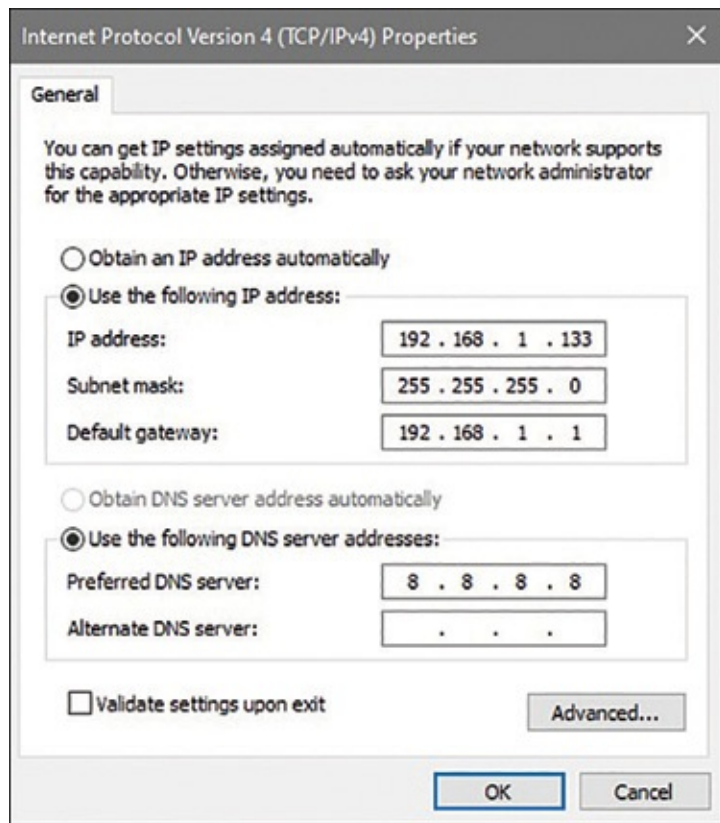 Internet Protocol Version 4 (TCP/IPv4) Properties
General
You can get IP settings assigned automatically if your network supports
this capability. Otherwise, you need to ask your network administrator
for the appropriate IP settings.
Obtain an IP address automatically
Use the following IP address:
IP address: 192 . 168 . 1 . 133
Subnet mask: 255 . 255 . 255 . 0
Default gateway: 192 . 168 . 1 . 1
Obtain DNS server address automatically
Use the following DNS server addresses:
Preferred DNS server: 8 . 8 . 8 . 8
Alternate DNS server: . . .
Validate settings upon exit
Advanced...
OK Cancel